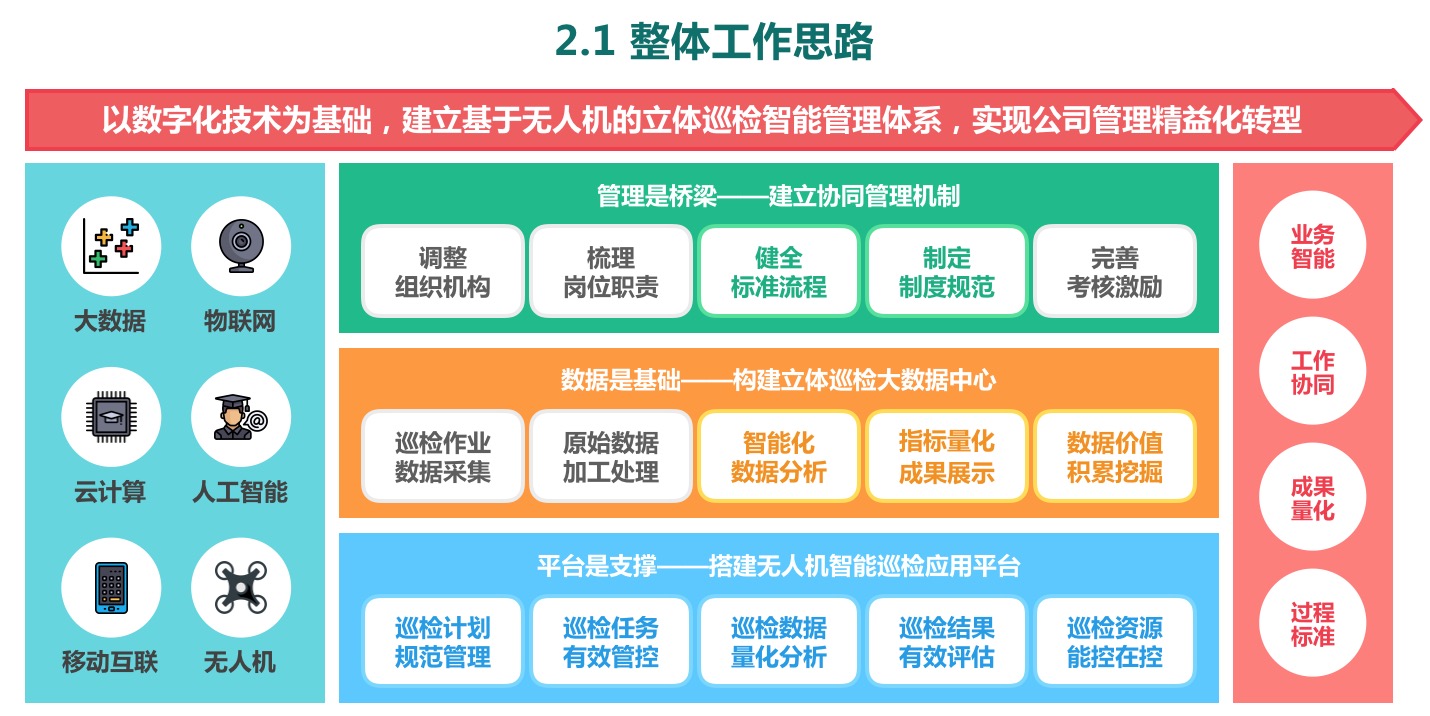 2.1 整体工作思路
以数字化技术为基础，建立基于无人机的立体巡检智能管理体系，实现公司管理精益化转型
大数据
物联网
云计算
人工智能
移动互联
无人机
管理是桥梁——建立协同管理机制
调整
组织机构
梳理
岗位职责
健全
标准流程
制定
制度规范
完善
考核激励
数据是基础——构建立体巡检大数据中心
巡检作业
数据采集
原始数据
加工处理
智能化
数据分析
指标量化
成果展示
数据价值
积累挖掘
平台是支撑——搭建无人机智能巡检应用平台
巡检计划
规范管理
巡检任务
有效管控
巡检数据
量化分析
巡检结果
有效评估
巡检资源
能控在控
业务
智能
工作
协同
成果
量化
过程
标准